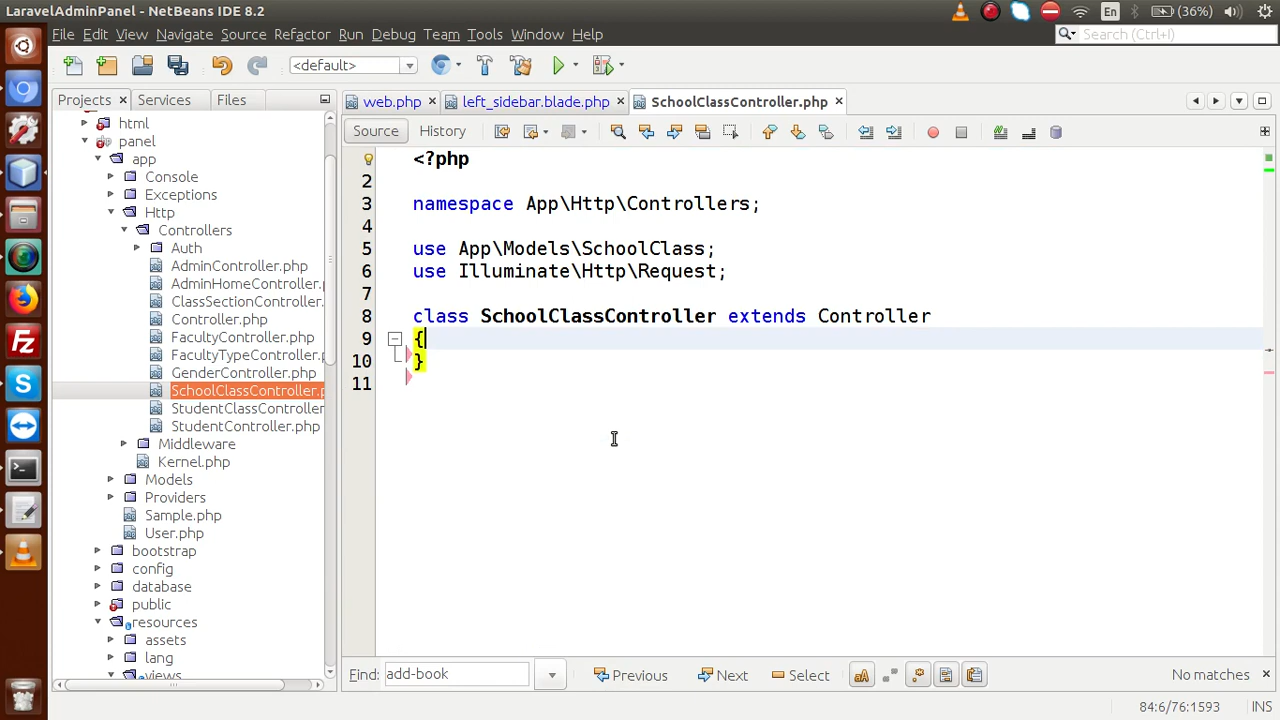 LaravelAdminPanel - NetBeans IDE 8.2
En
(36%)
File Edit View Navigate Source Refactor Run Debug Team Tools Window Help
Search (Ctrl+I)
<default>
Projects
Services
Files
web.php
left_sidebar.blade.php
SchoolClassController.php
Source
History
html
panel
app
Console
Exceptions
Http
Controllers
Auth
AdminController.php
AdminHomeController.p
ClassSectionController.
Controller.php
FacultyController.php
FacultyTypeController.p
GenderController.php
SchoolClassController.p
StudentClassController
StudentController.php
Middleware
Kernel.php
Models
Providers
Sample.php
User.php
bootstrap
config
database
public
resources
assets
lang
views
<?php
2
3 namespace App\Http\Controllers;
4
5 use App\Models\SchoolClass;
6 use Illuminate\Http\Request;
7
8 class SchoolClassController extends Controller
9 {
10 }
11
Find: add-book
Previous
Next
Select
aA
No matches
84:6/76:1593
INS